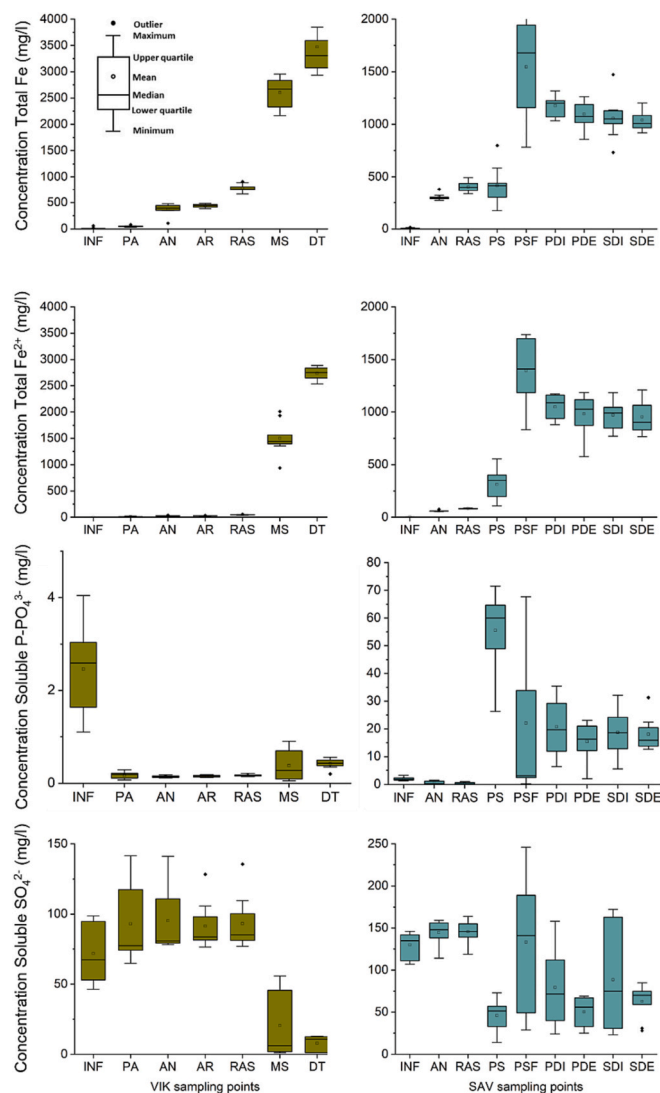 Concentration Total Fe (mg/l)
4000
3500
3000
2500
2000
1500
1000
500
0
Outlier
Maximum
Upper quartile
Mean
Median
Lower quartile
Minimum
INF PA AN AR RAS MS DT
2000
1500
1000
500
0
INF AN RAS PS PSF PDI PDE SDI SDE
Concentration Total Fe²⁺ (mg/l)
4000
3500
3000
2500
2000
1500
1000
500
0
INF PA AN AR RAS MS DT
2000
1500
1000
500
0
INF AN RAS PS PSF PDI PDE SDI SDE
Concentration Soluble P-PO₄³⁻ (mg/l)
4
2
0
INF PA AN AR RAS MS DT
80
70
60
50
40
30
20
10
0
INF AN RAS PS PSF PDI PDE SDI SDE
Concentration Soluble SO₄²⁻ (mg/l)
150
100
50
0
INF PA AN AR RAS MS DT
VIK sampling points
250
200
150
100
50
0
INF AN RAS PS PSF PDI PDE SDI SDE
SAV sampling points